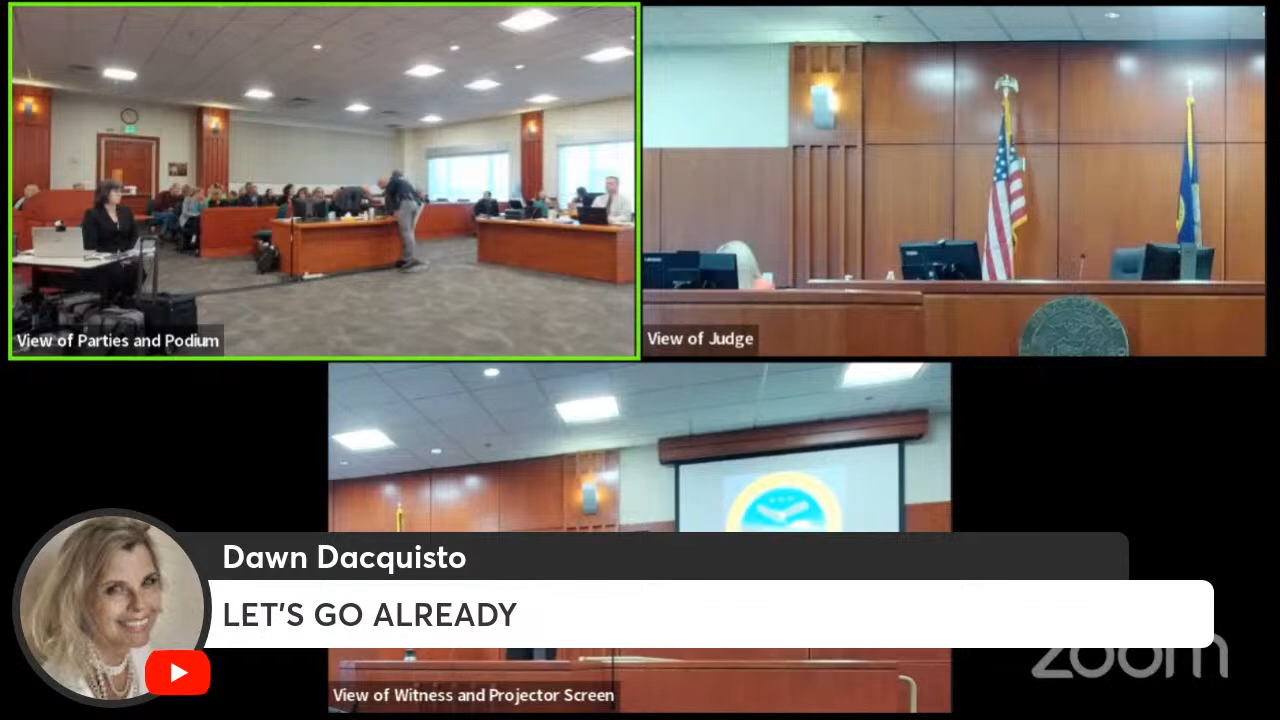 View of Parties and Podium
View of Judge
Dawn Dacquisto
LET'S GO ALREADY
zoom
View of Witness and Projector Screen